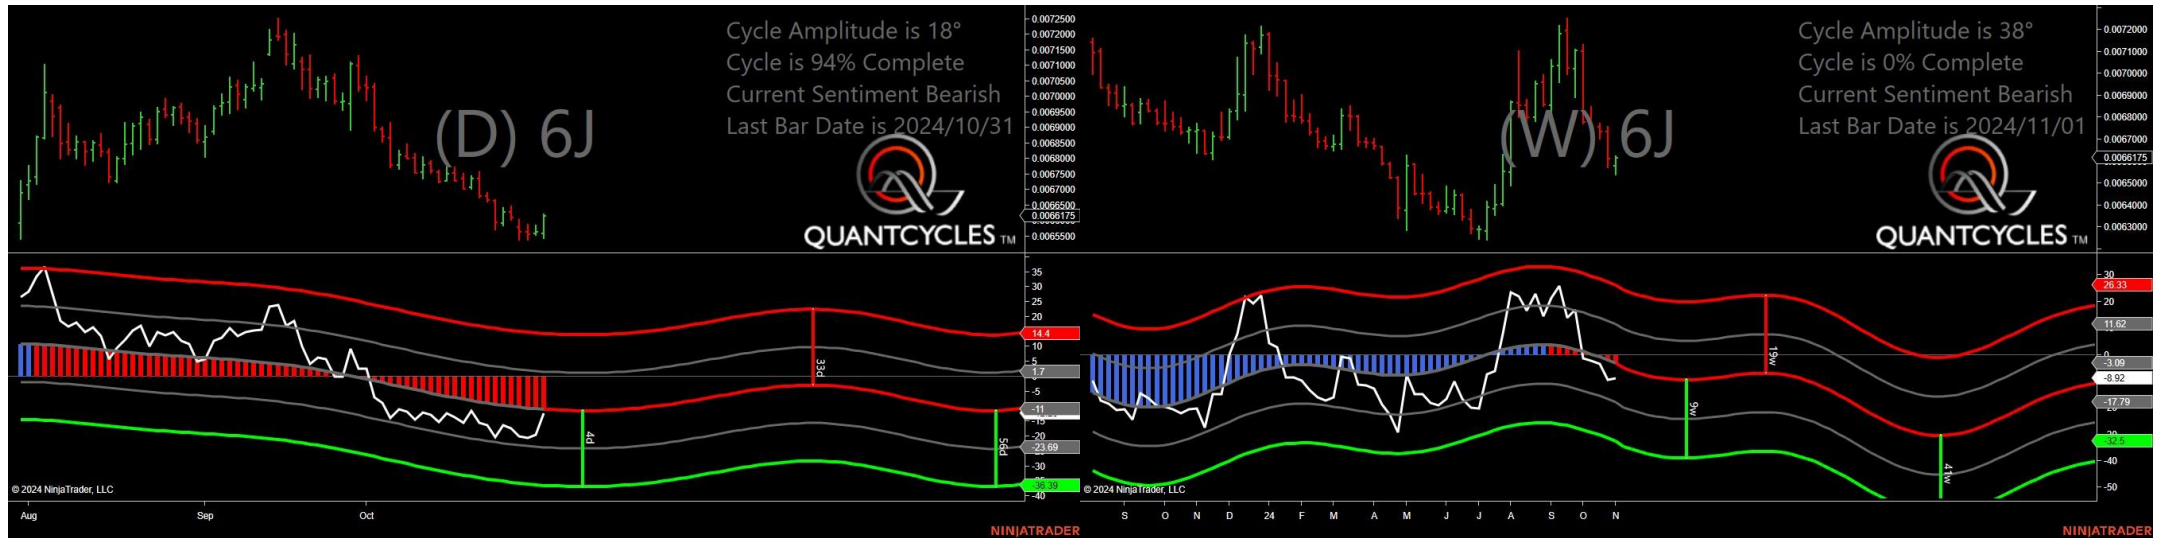 Cycle Amplitude is 18°
Cycle is 94% Complete
Current Sentiment Bearish
Last Bar Date is 2024/10/31
(D) 6J
QUANTCYCLES TM
0.0072500
0.0072000
0.0071500
0.0071000
0.0070500
0.0070000
0.0069500
0.0069000
0.0068500
0.0068000
0.0067500
0.0067000
0.0066500
0.0066175
0.0065500
35
30
25
20
14.4
10
5
1.7
-5
-11
-15
-20
-23.69
-30
-36.39
-40
4d
33d
56d
© 2024 NinjaTrader, LLC
Aug
Sep
Oct
NINJATRADER
Cycle Amplitude is 38°
Cycle is 0% Complete
Current Sentiment Bearish
Last Bar Date is 2024/11/01
(W) 6J
QUANTCYCLES TM
0.0072000
0.0071000
0.0070000
0.0069000
0.0068000
0.0067000
0.0066175
0.0065000
0.0064000
0.0063000
30
26.33
20
11.62
0
-3.09
-8.92
-17.79
-32.5
-40
-50
9w
19w
41w
© 2024 NinjaTrader, LLC
S O N D 24 F M A M J J A S O N
NINJATRADER